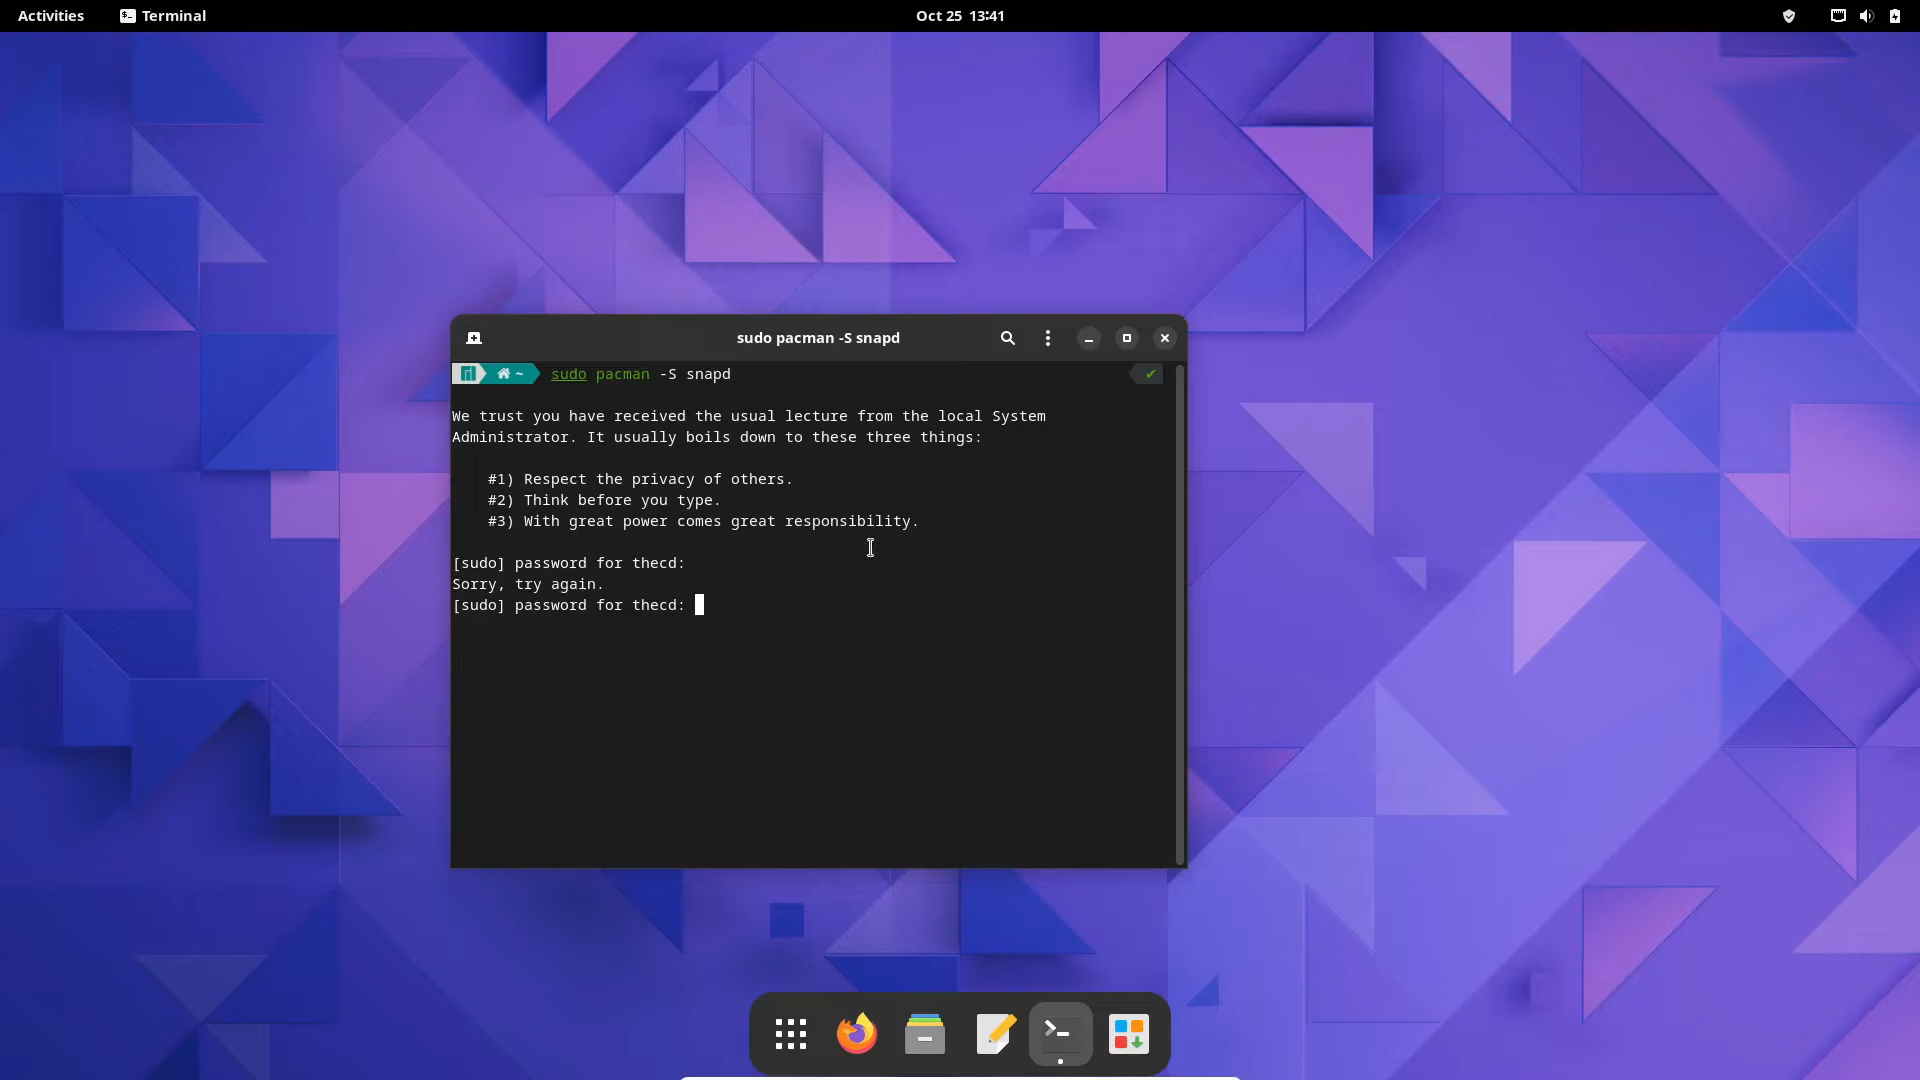 Activities
Terminal
Oct 25 13:41
sudo pacman -S snapd
~ sudo pacman -S snapd
We trust you have received the usual lecture from the local System
Administrator. It usually boils down to these three things:
#1) Respect the privacy of others.
#2) Think before you type.
#3) With great power comes great responsibility.
[sudo] password for thecd:
Sorry, try again.
[sudo] password for thecd: